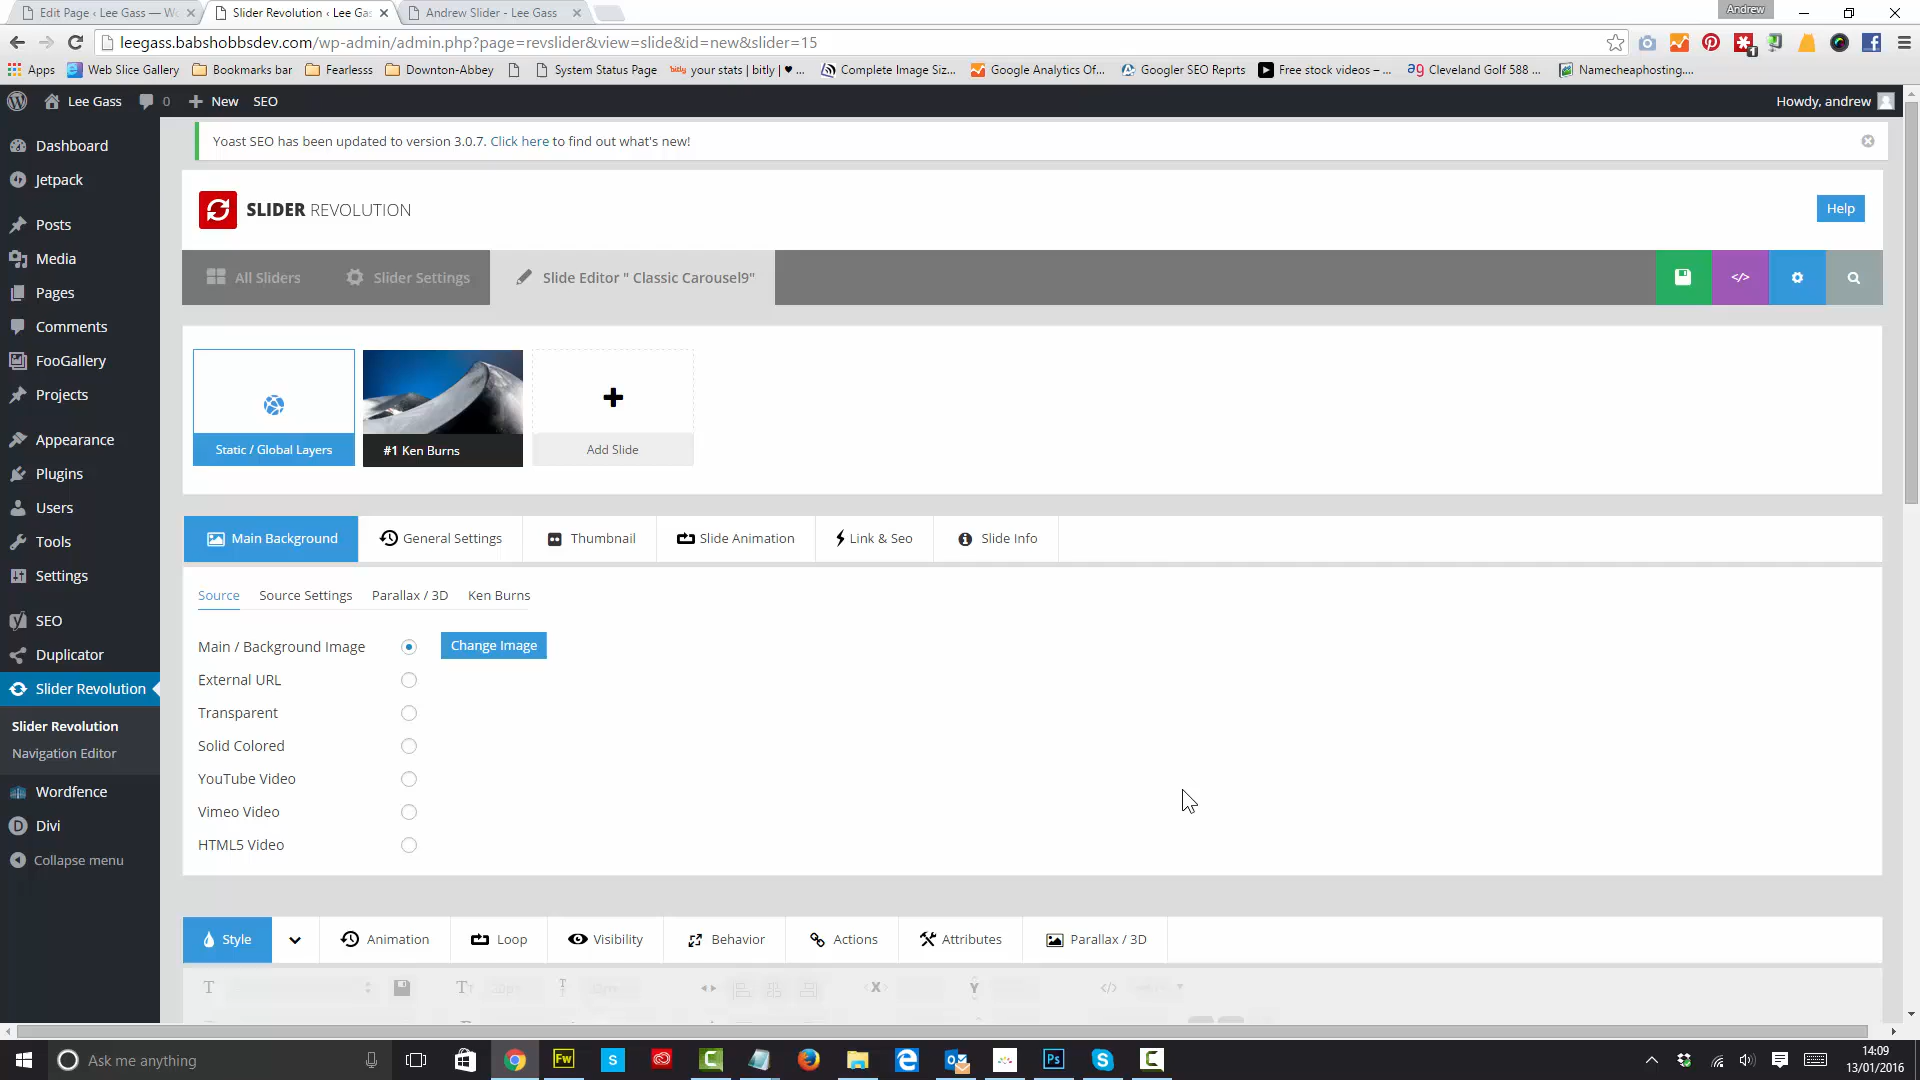 Edit Page ‹ Lee Gass — Wo
Slider Revolution ‹ Lee Gas
Andrew Slider - Lee Gass
Andrew
leegass.babshobbsdev.com/wp-admin/admin.php?page=revslider&view=slide&id=new&slider=15
Apps
Web Slice Gallery
Bookmarks bar
Fearlesss
Downton-Abbey
System Status Page
bitly your stats | bitly | ♥ ...
Complete Image Siz...
Google Analytics Of...
Googler SEO Reprts
Free stock videos – ...
Cleveland Golf 588 ...
Namecheaphosting....
Lee Gass
0
New
SEO
Howdy, andrew
Dashboard
Jetpack
Posts
Media
Pages
Comments
FooGallery
Projects
Appearance
Plugins
Users
Tools
Settings
SEO
Duplicator
Slider Revolution
Slider Revolution
Navigation Editor
Wordfence
Divi
Collapse menu
Yoast SEO has been updated to version 3.0.7. Click here to find out what's new!
SLIDER REVOLUTION
Help
All Sliders
Slider Settings
Slide Editor " Classic Carousel9"
Static / Global Layers
#1 Ken Burns
Add Slide
Main Background
General Settings
Thumbnail
Slide Animation
Link & Seo
Slide Info
Source
Source Settings
Parallax / 3D
Ken Burns
Main / Background Image
Change Image
External URL
Transparent
Solid Colored
YouTube Video
Vimeo Video
HTML5 Video
Style
Animation
Loop
Visibility
Behavior
Actions
Attributes
Parallax / 3D
Ask me anything
14:09
13/01/2016